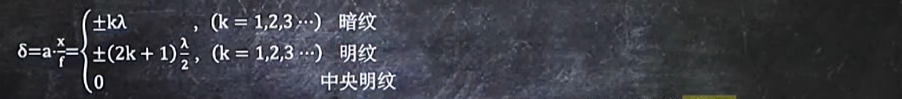 ±kλ , (k = 1,2,3 ⋯) 暗纹
δ=a·x/f= ±(2k + 1)λ/2 , (k = 1,2,3 ⋯) 明纹
0 中央明纹